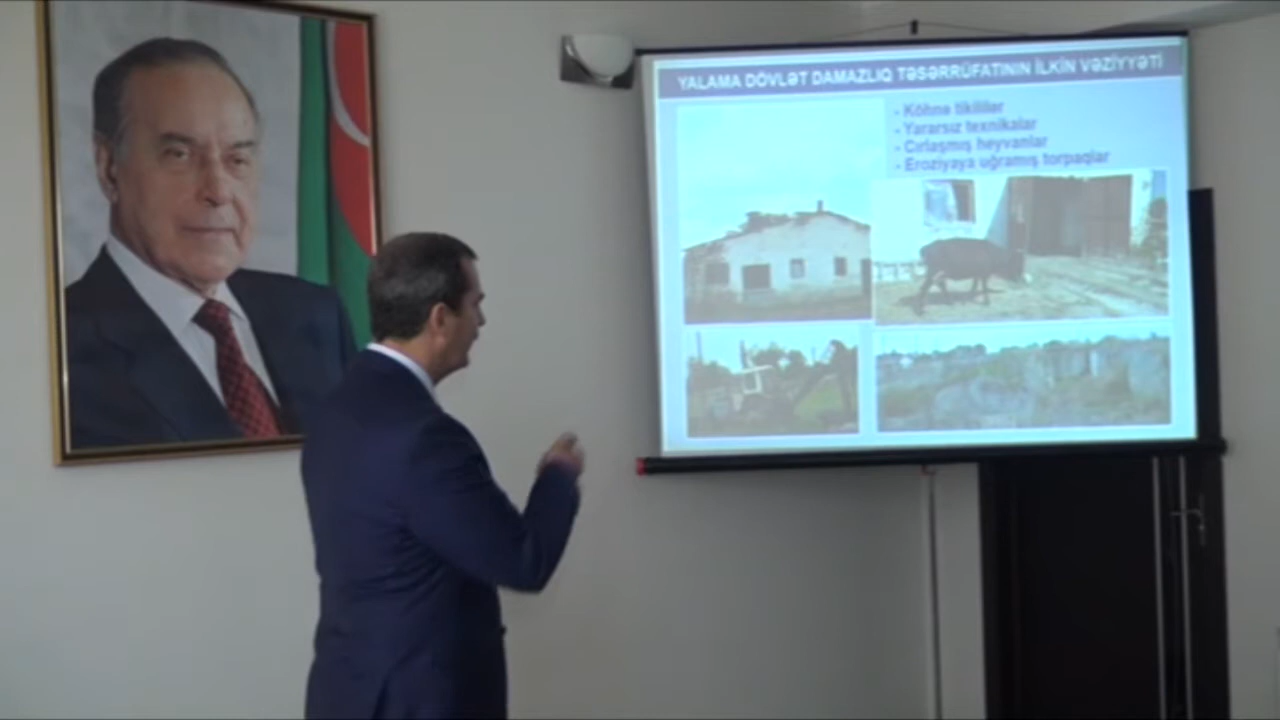 YALAMA DÖVLƏT DAMAZLIQ TƏSƏRRÜFATININ İLKİN VƏZİYYƏTİ
- Köhnə tikililər
- Yararsız texnikalar
- Cırlaşmış heyvanlar
- Eroziyaya uğramış torpaqlar